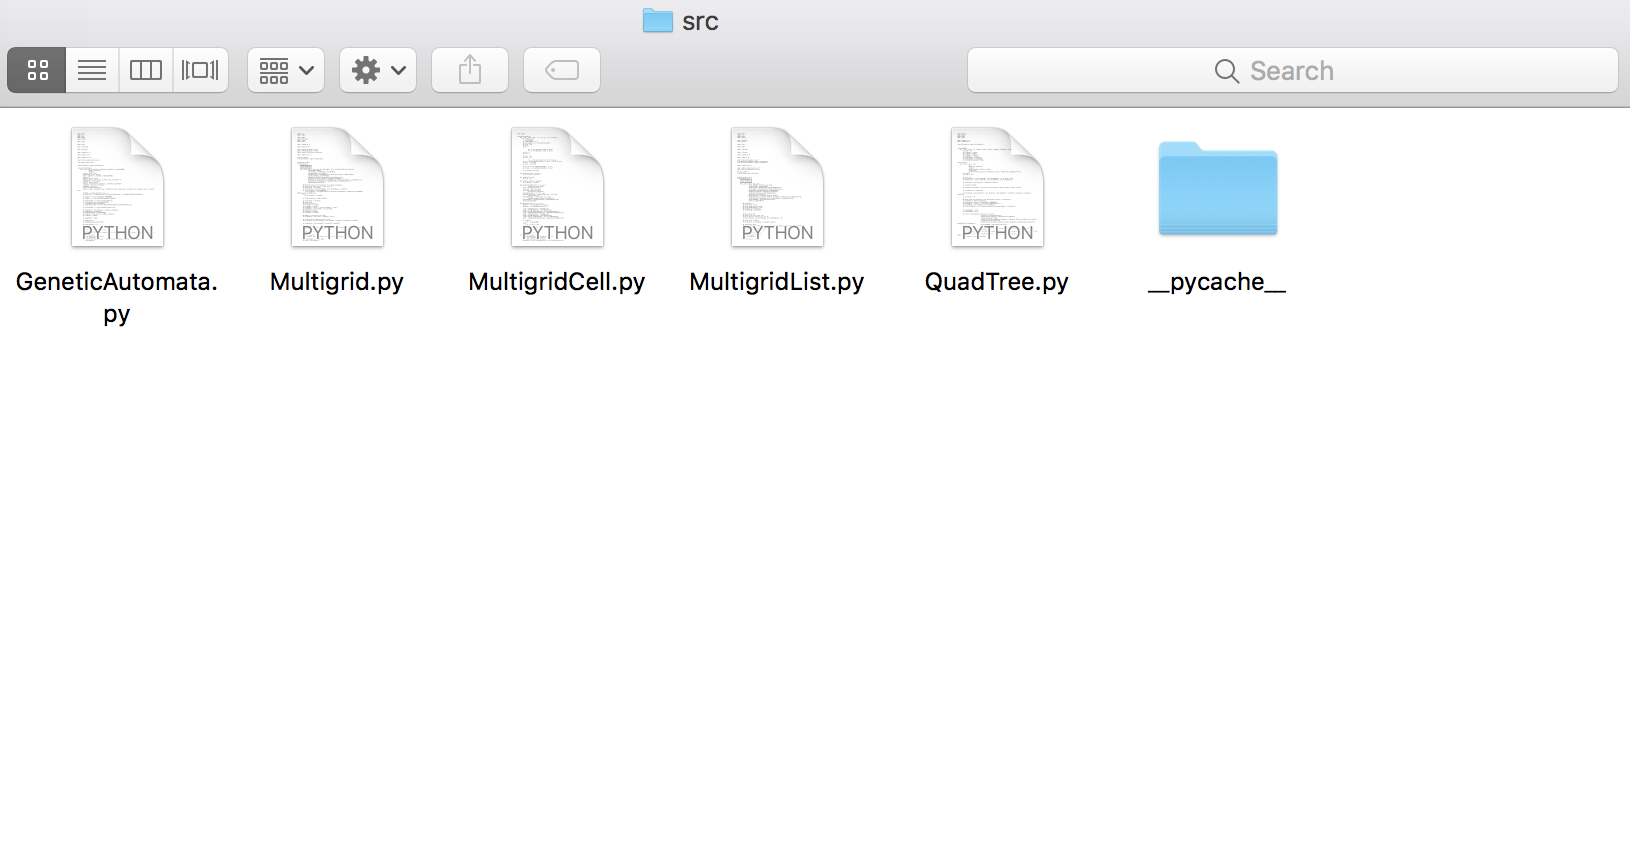 src
Search
PYTHON PYTHON PYTHON PYTHON PYTHON
GeneticAutomata. Multigrid.py MultigridCell.py MultigridList.py QuadTree.py __pycache__
py